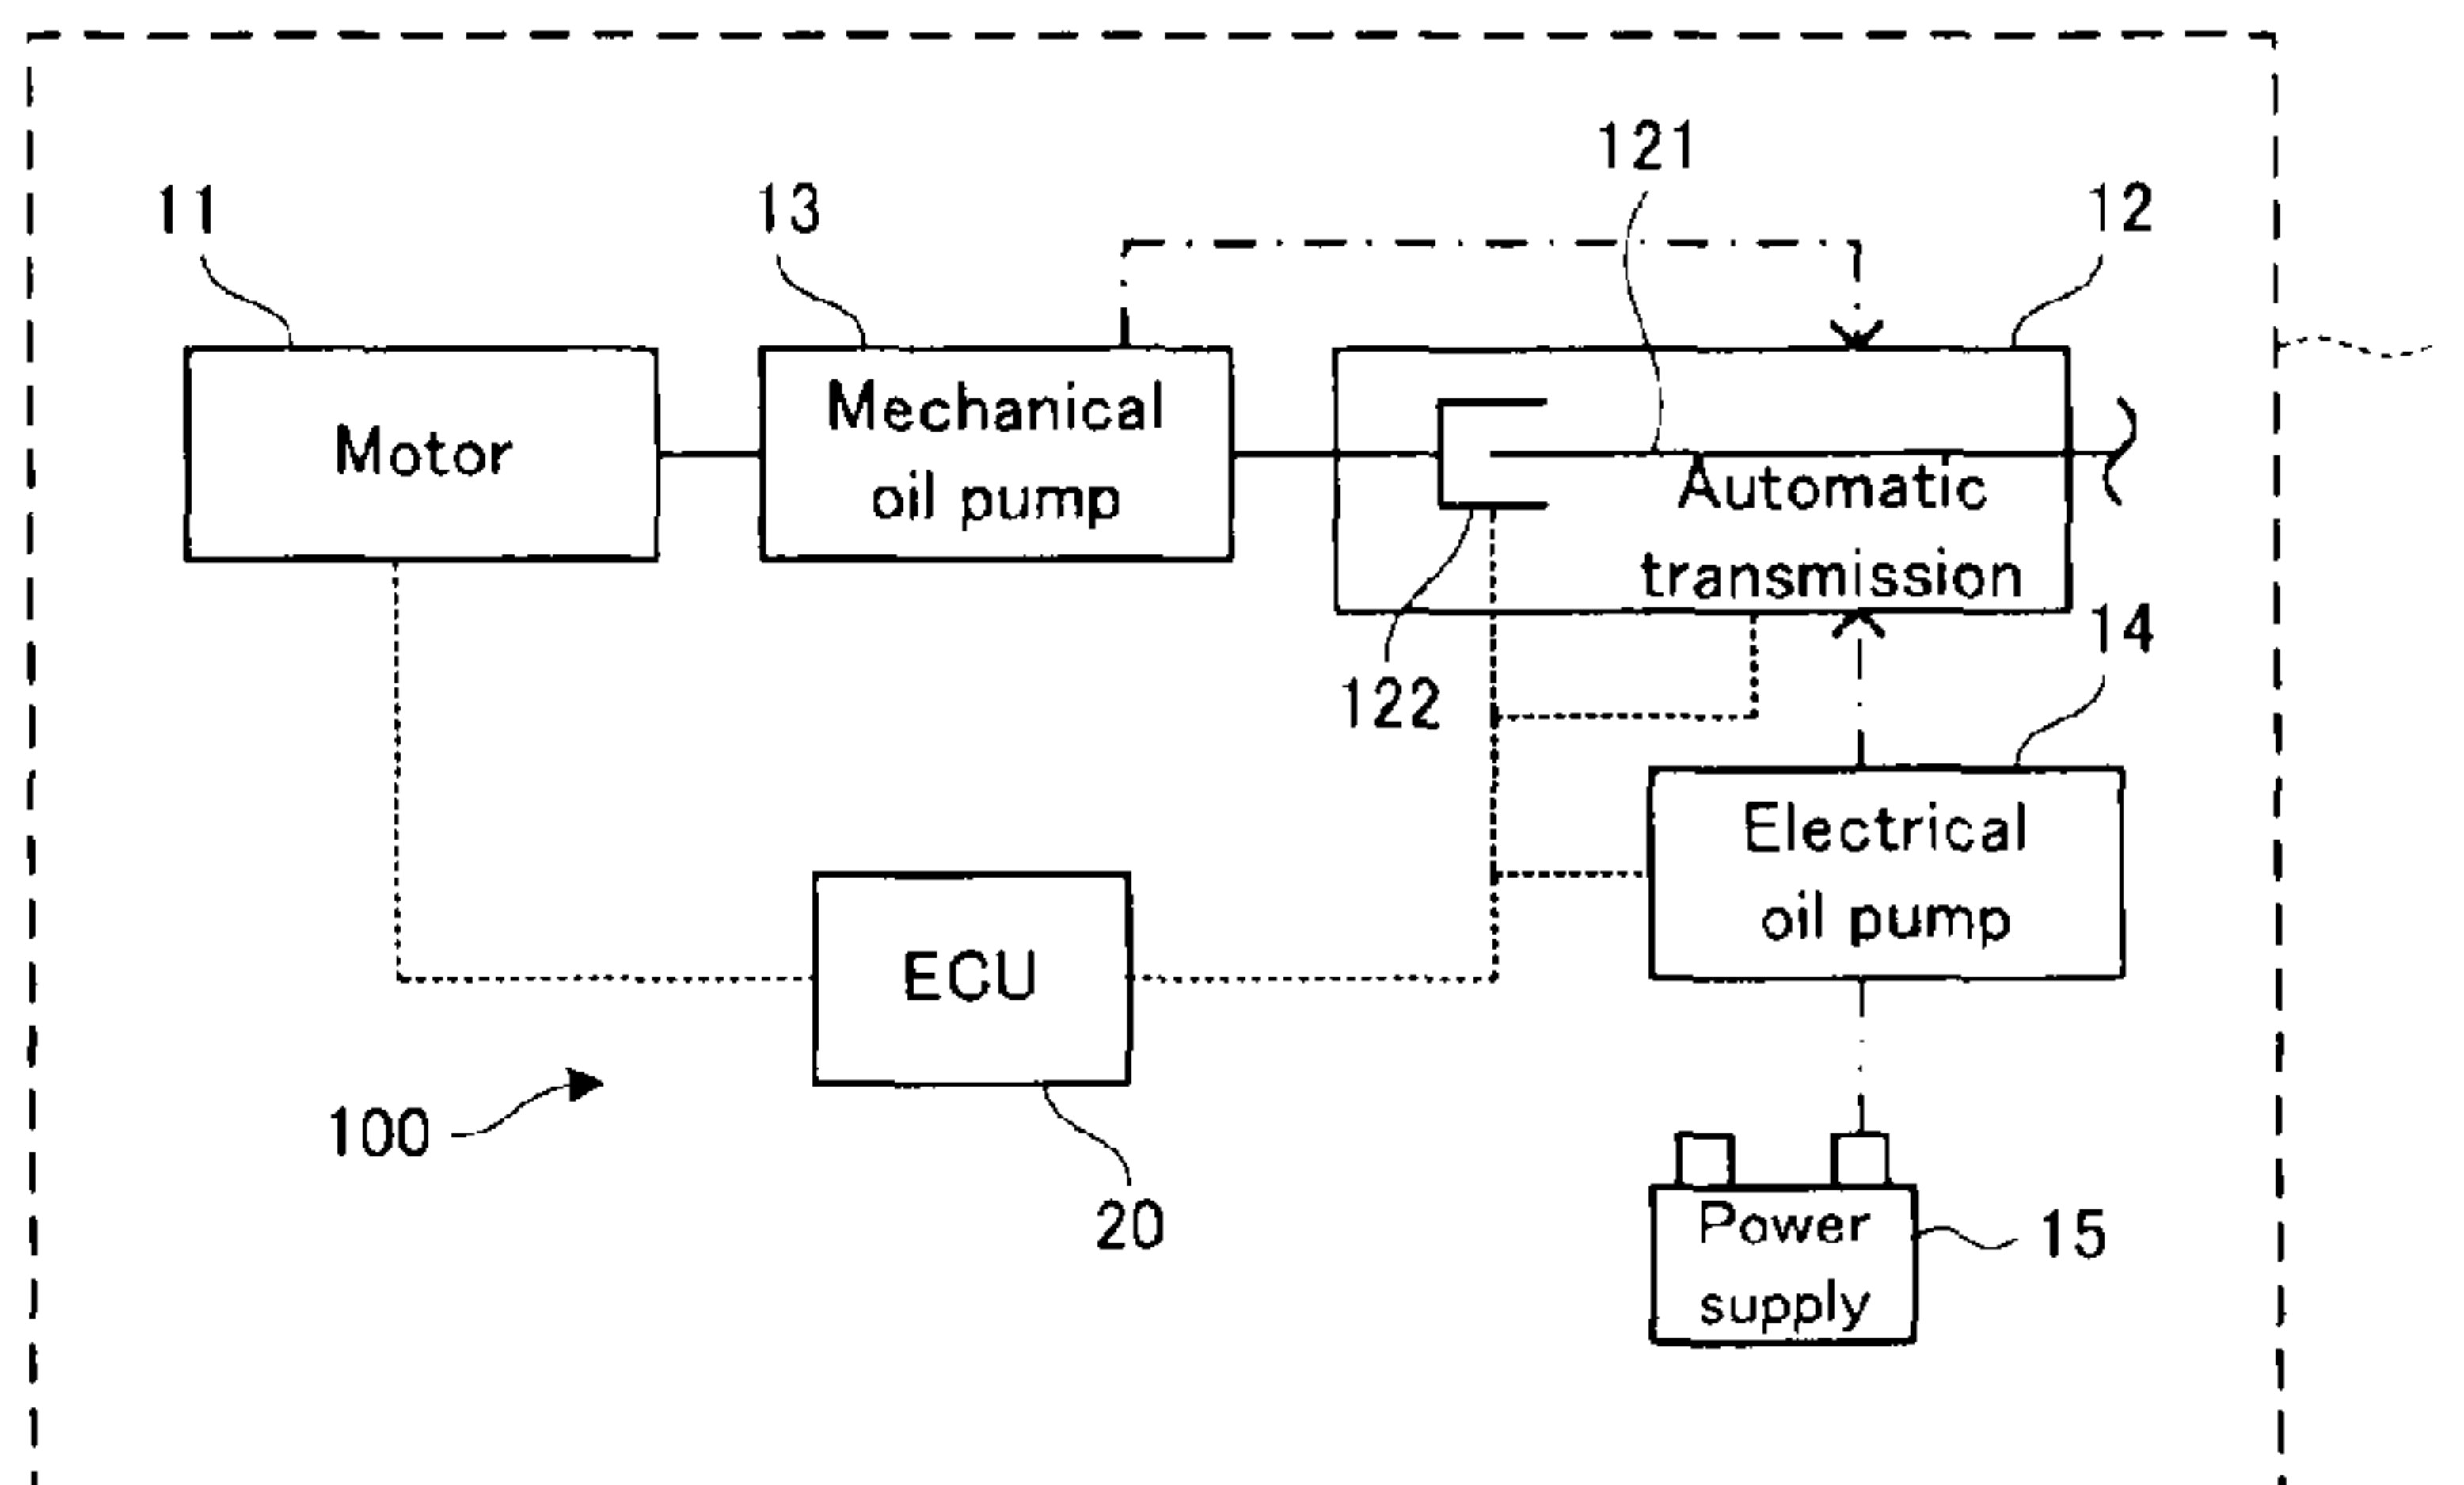 121
11
13
12
Motor
Mechanical
oil pump
Automatic
transmission
14
122
Electrical
oil pump
ECU
100
20
Power
supply
15